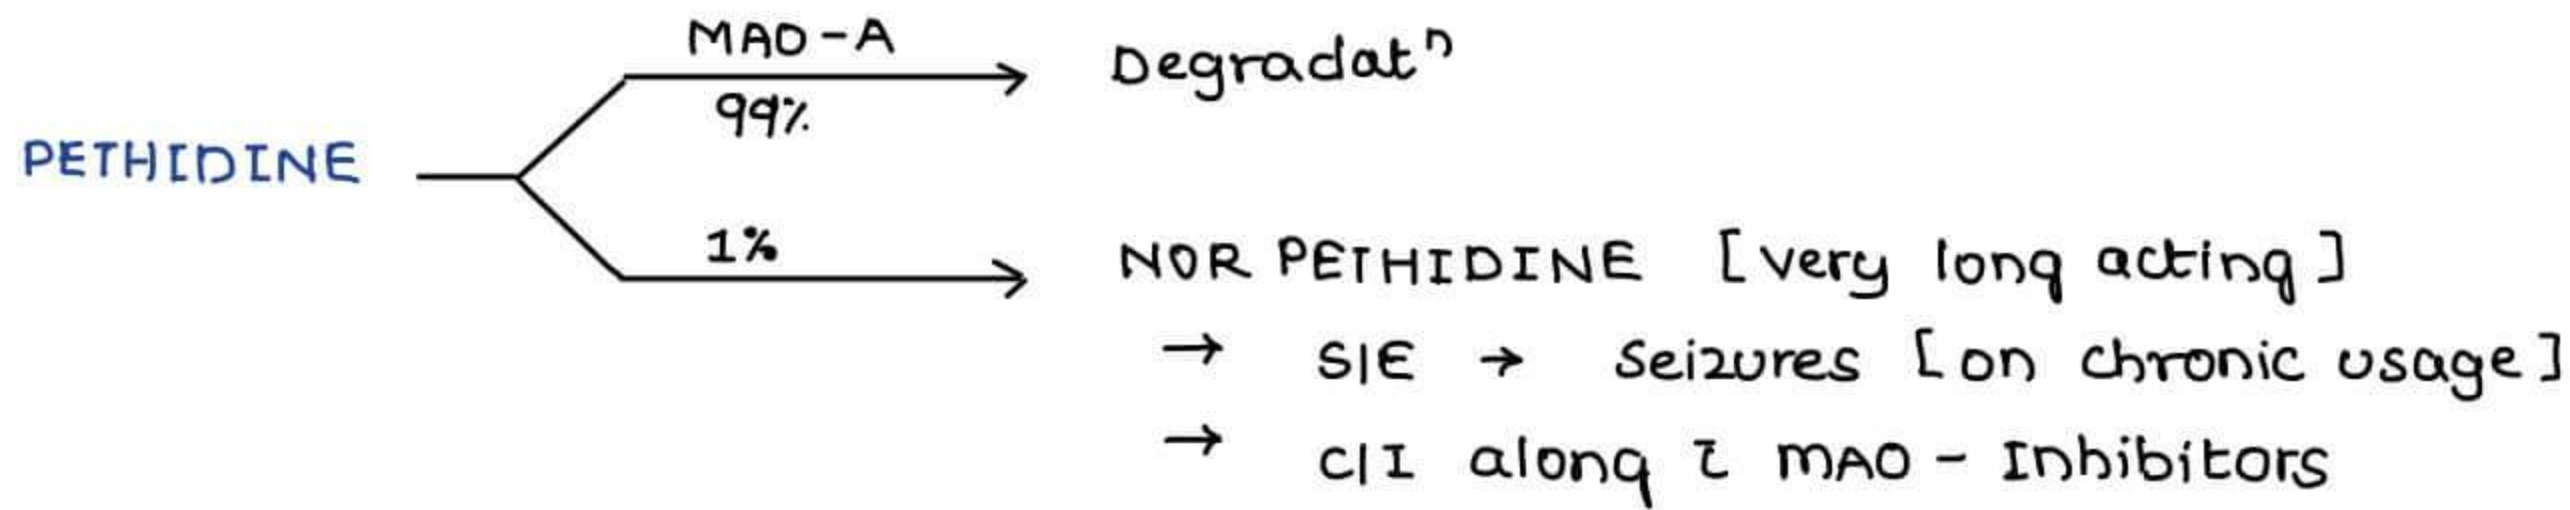 MAO-A
Degradatⁿ
99%
PETHIDINE
1%
NOR PETHIDINE [very long acting]
→ S/E → Seizures [on chronic usage]
→ C/I along c̄ MAO - Inhibitors